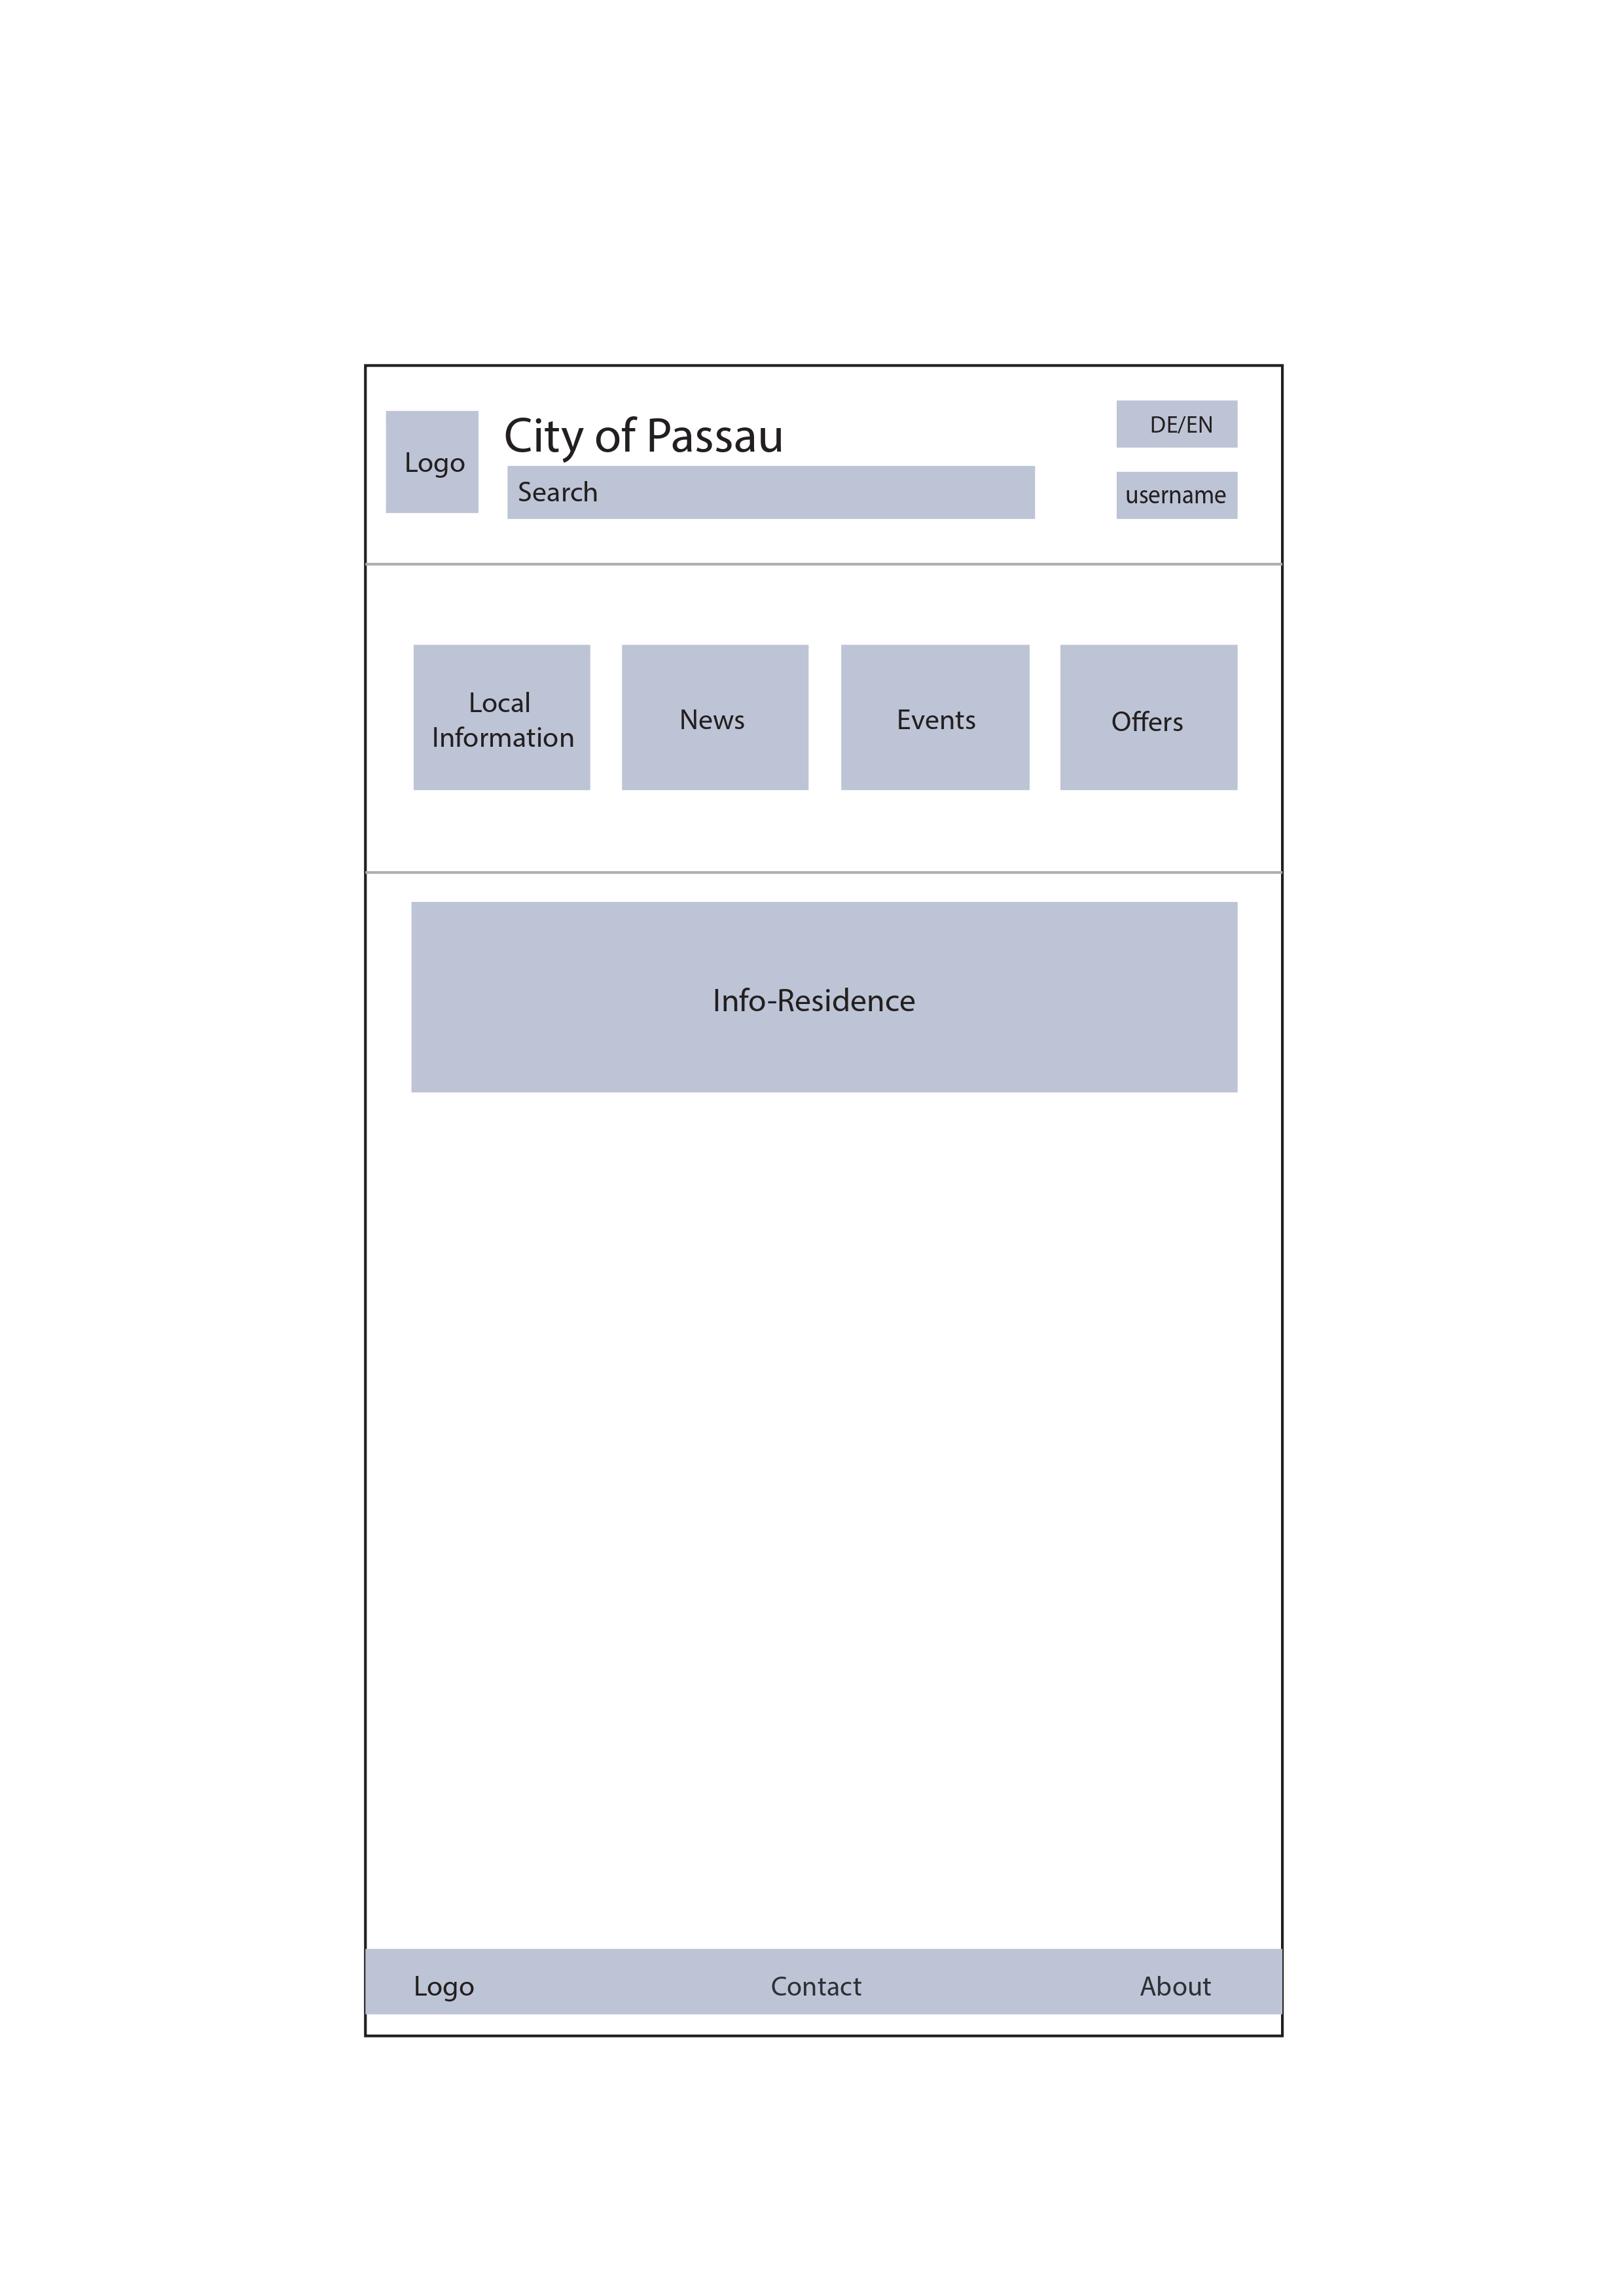 City of Passau
Logo
Search
DE/EN
username
Local
Information
News
Events
Offers
Info-Residence
Logo
Contact
About